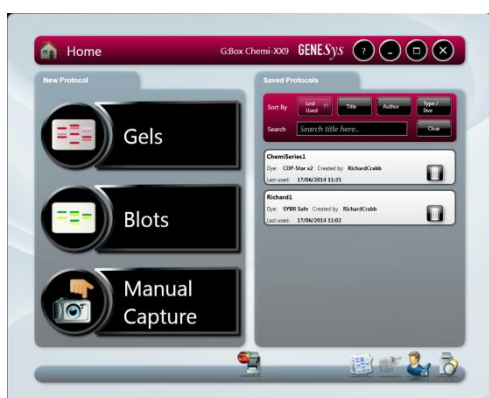 Home
G:Box Chemi-XX9 GENESys ?
New Protocol
Gels
Blots
Manual
Capture
Saved Protocols
Sort By
Last
Used
Title
Author
Type /
Dye
Search
Search title here..
Clear
ChemiSeries1
Dye: CDP-Star x2 Created by: RichardCrabb
Last used: 17/06/2014 11:35
Richard1
Dye: SYBR Safe Created by: RichardCrabb
Last used: 17/06/2014 11:02